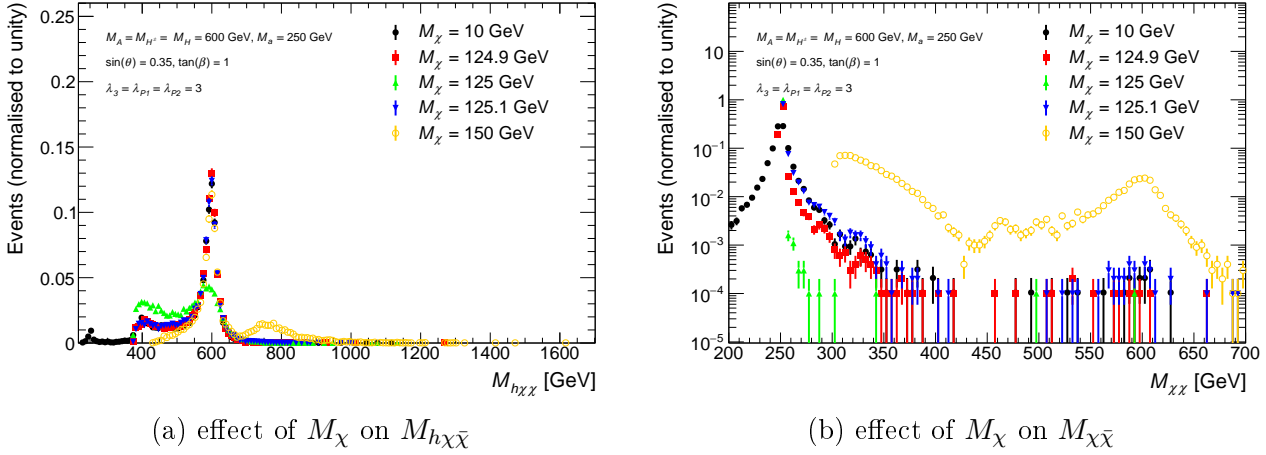 Events (normalised to unity)
0.25
0.2
0.15
0.1
0.05
0
M_A = M_{H^±} = M_H = 600 GeV, M_a = 250 GeV
sin(θ) = 0.35, tan(β) = 1
λ_3 = λ_{P1} = λ_{P2} = 3
M_χ = 10 GeV
M_χ = 124.9 GeV
M_χ = 125 GeV
M_χ = 125.1 GeV
M_χ = 150 GeV
400 600 800 1000 1200 1400 1600
M_{hχχ} [GeV]
(a) effect of M_χ on M_{hχχ̄}
Events (normalised to unity)
10
1
10^{−1}
10^{−2}
10^{−3}
10^{−4}
10^{−5}
M_A = M_{H^±} = M_H = 600 GeV, M_a = 250 GeV
sin(θ) = 0.35, tan(β) = 1
λ_3 = λ_{P1} = λ_{P2} = 3
M_χ = 10 GeV
M_χ = 124.9 GeV
M_χ = 125 GeV
M_χ = 125.1 GeV
M_χ = 150 GeV
200 250 300 350 400 450 500 550 600 650 700
M_{χχ} [GeV]
(b) effect of M_χ on M_{χχ̄}